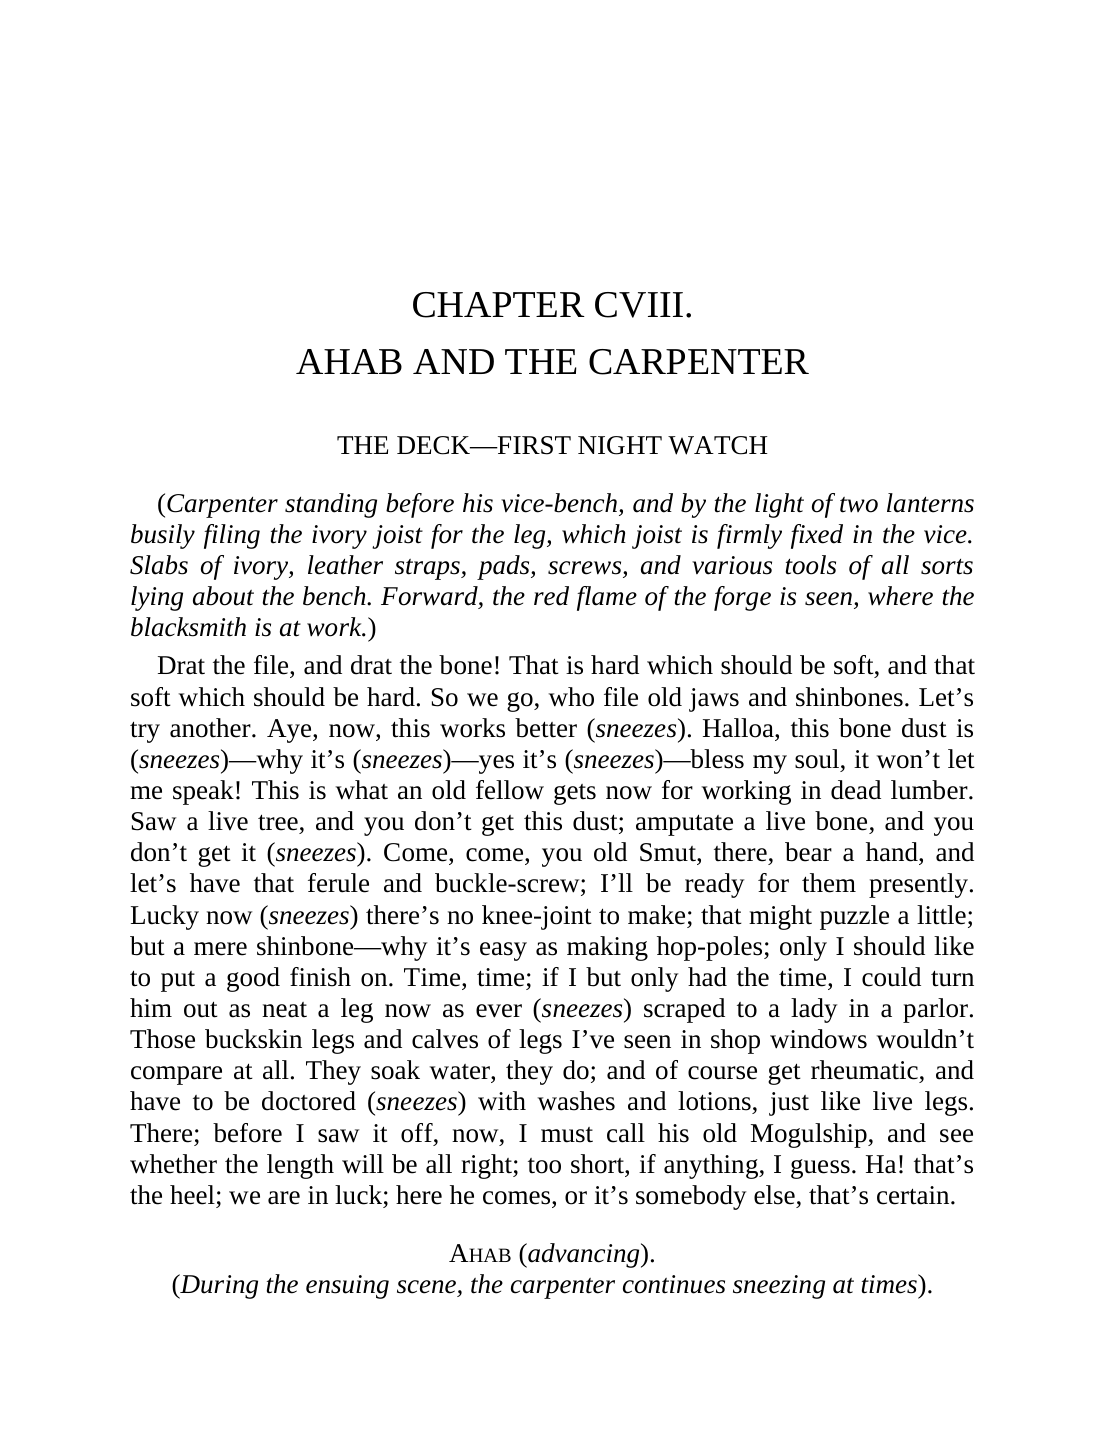 CHAPTER CVIII.
AHAB AND THE CARPENTER
THE DECK—FIRST NIGHT WATCH
(Carpenter standing before his vice-bench, and by the light of two lanterns
busily filing the ivory joist for the leg, which joist is firmly fixed in the vice.
Slabs of ivory, leather straps, pads, screws, and various tools of all sorts
lying about the bench. Forward, the red flame of the forge is seen, where the
blacksmith is at work.)
Drat the file, and drat the bone! That is hard which should be soft, and that
soft which should be hard. So we go, who file old jaws and shinbones. Let’s
try another. Aye, now, this works better (sneezes). Halloa, this bone dust is
(sneezes)—why it’s (sneezes)—yes it’s (sneezes)—bless my soul, it won’t let
me speak! This is what an old fellow gets now for working in dead lumber.
Saw a live tree, and you don’t get this dust; amputate a live bone, and you
don’t get it (sneezes). Come, come, you old Smut, there, bear a hand, and
let’s have that ferule and buckle-screw; I’ll be ready for them presently.
Lucky now (sneezes) there’s no knee-joint to make; that might puzzle a little;
but a mere shinbone—why it’s easy as making hop-poles; only I should like
to put a good finish on. Time, time; if I but only had the time, I could turn
him out as neat a leg now as ever (sneezes) scraped to a lady in a parlor.
Those buckskin legs and calves of legs I’ve seen in shop windows wouldn’t
compare at all. They soak water, they do; and of course get rheumatic, and
have to be doctored (sneezes) with washes and lotions, just like live legs.
There; before I saw it off, now, I must call his old Mogulship, and see
whether the length will be all right; too short, if anything, I guess. Ha! that’s
the heel; we are in luck; here he comes, or it’s somebody else, that’s certain.
AHAB (advancing).
(During the ensuing scene, the carpenter continues sneezing at times).